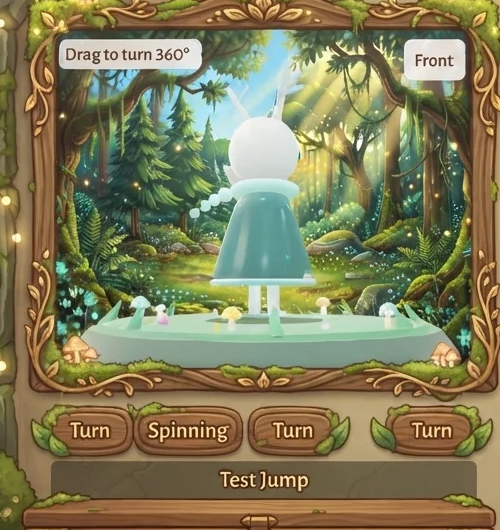 Drag to turn 360°
Front
Turn
Spinning
Turn
Turn
Test Jump